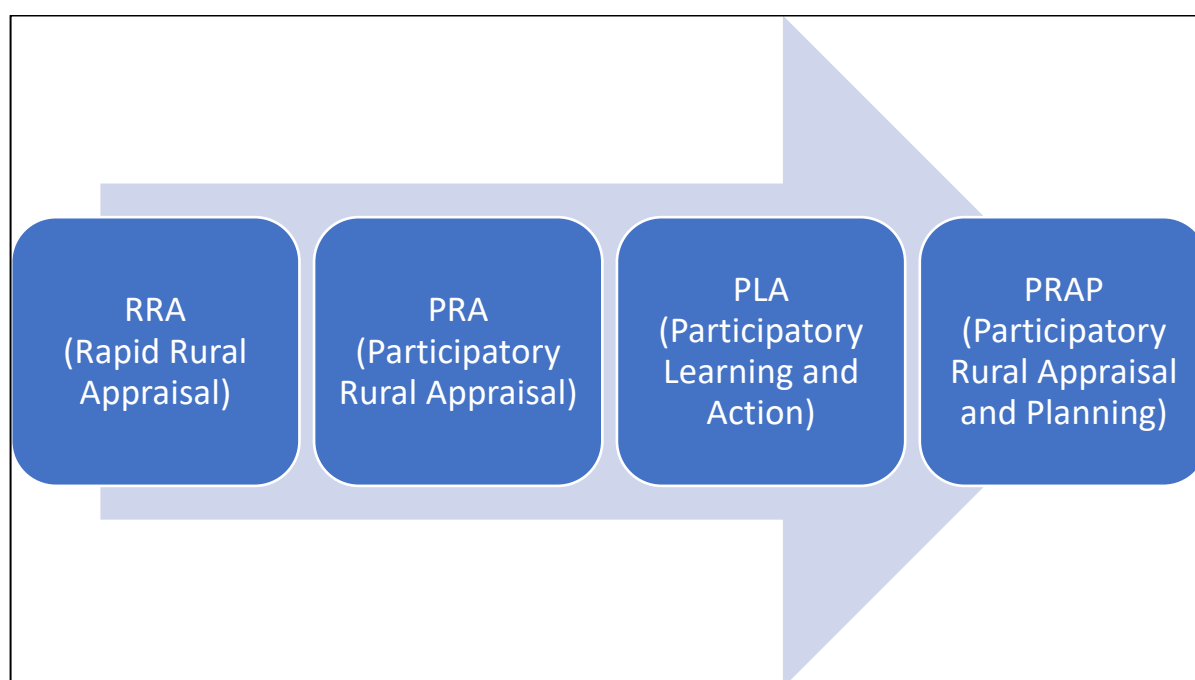 RRA
(Rapid Rural
Appraisal)
PRA
(Participatory
Rural Appraisal)
PLA
(Participatory
Learning and
Action)
PRAP
(Participatory
Rural Appraisal
and Planning)